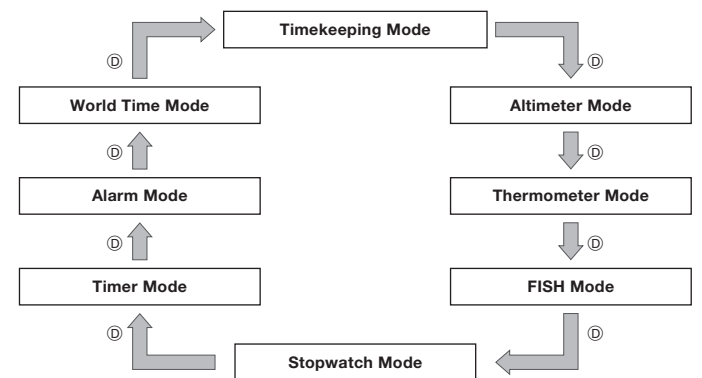 Timekeeping Mode
Ⓓ Ⓓ
World Time Mode Altimeter Mode
Ⓓ Ⓓ
Alarm Mode Thermometer Mode
Ⓓ Ⓓ
Timer Mode FISH Mode
Ⓓ Ⓓ
Stopwatch Mode